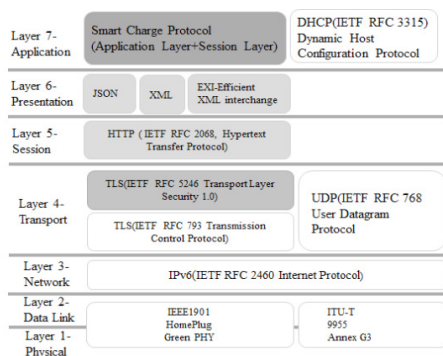 Layer 7-
Application
Smart Charge Protocol
(Application Layer+Session Layer)
DHCP(IETF RFC 3315)
Dynamic Host
Configuration Protocol
Layer 6-
Presentation
JSON
XML
EXI-Efficient
XML interchange
Layer 5-
Session
HTTP ( IETF RFC 2068, Hypertext
Transfer Protocol)
Layer 4-
Transport
TLS(IETF RFC 5246 Transport Layer
Security 1.0)
TLS(IETF RFC 793 Transmission
Control Protocol)
UDP(IETF RFC 768
User Datagram
Protocol
Layer 3-
Network
IPv6(IETF RFC 2460 Internet Protocol)
Layer 2-
Data Link
Layer 1-
Physical
IEEE1901
HomePlug
Green PHY
ITU-T
9955
Annex G3